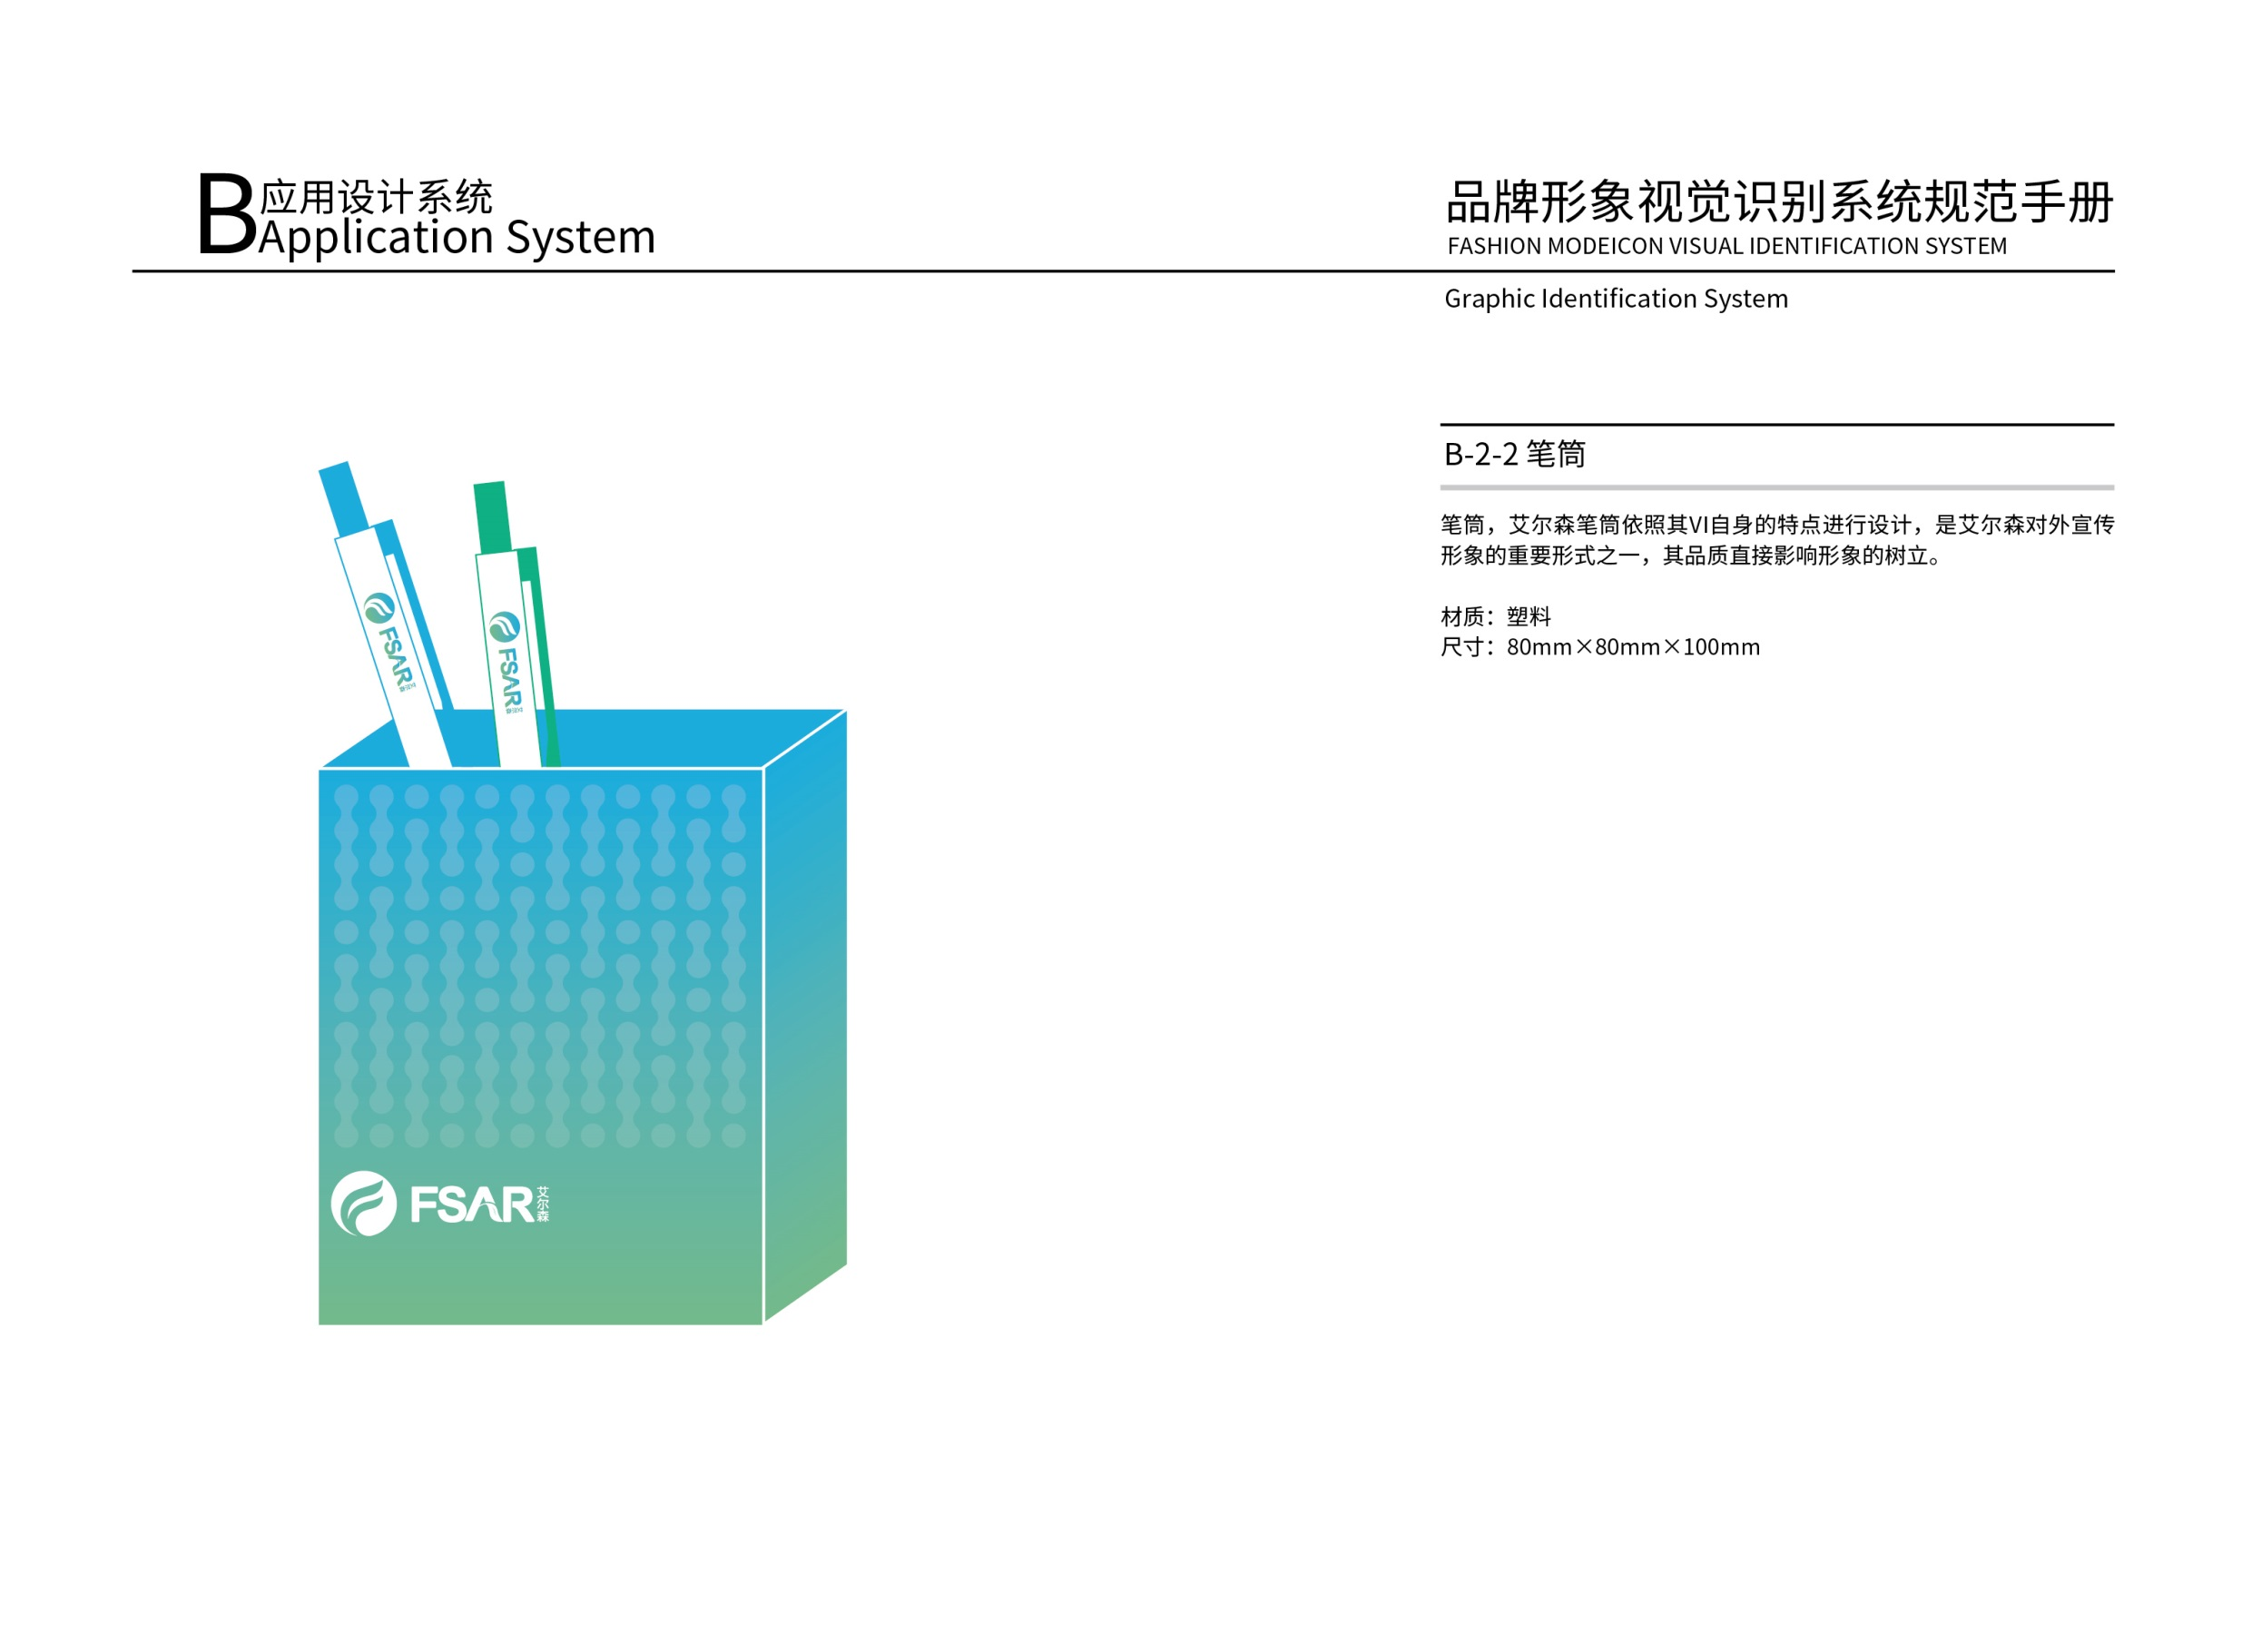 B应用设计系统
Application System
品牌形象视觉识别系统规范手册
FASHION MODEICON VISUAL IDENTIFICATION SYSTEM
Graphic Identification System
B-2-2 笔筒
笔筒，艾尔森笔筒依照其VI自身的特点进行设计，是艾尔森对外宣传
形象的重要形式之一，其品质直接影响形象的树立。
材质：塑料
尺寸：80mm×80mm×100mm
FSAR
FSAR
FSAR 艾尔森